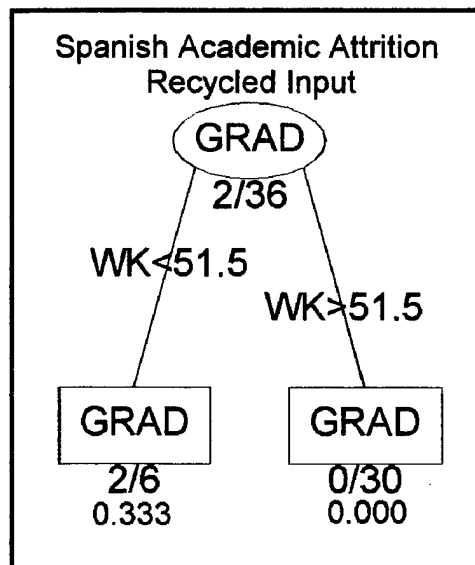 Spanish Academic Attrition
Recycled Input
GRAD
2/36
WK<51.5
WK>51.5
GRAD
GRAD
2/6
0/30
0.333
0.000